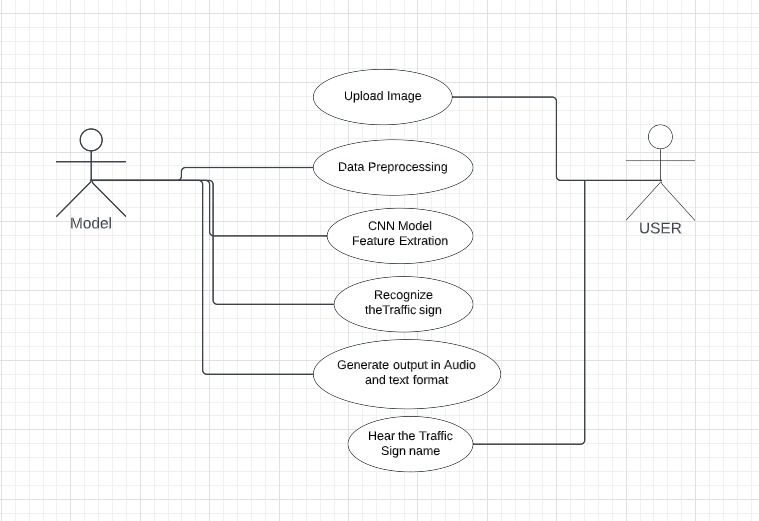 Upload Image
Data Preprocessing
Model
CNN Model
Feature Extration
USER
Recognize
theTraffic sign
Generate output in Audio
and text format
Hear the Traffic
Sign name